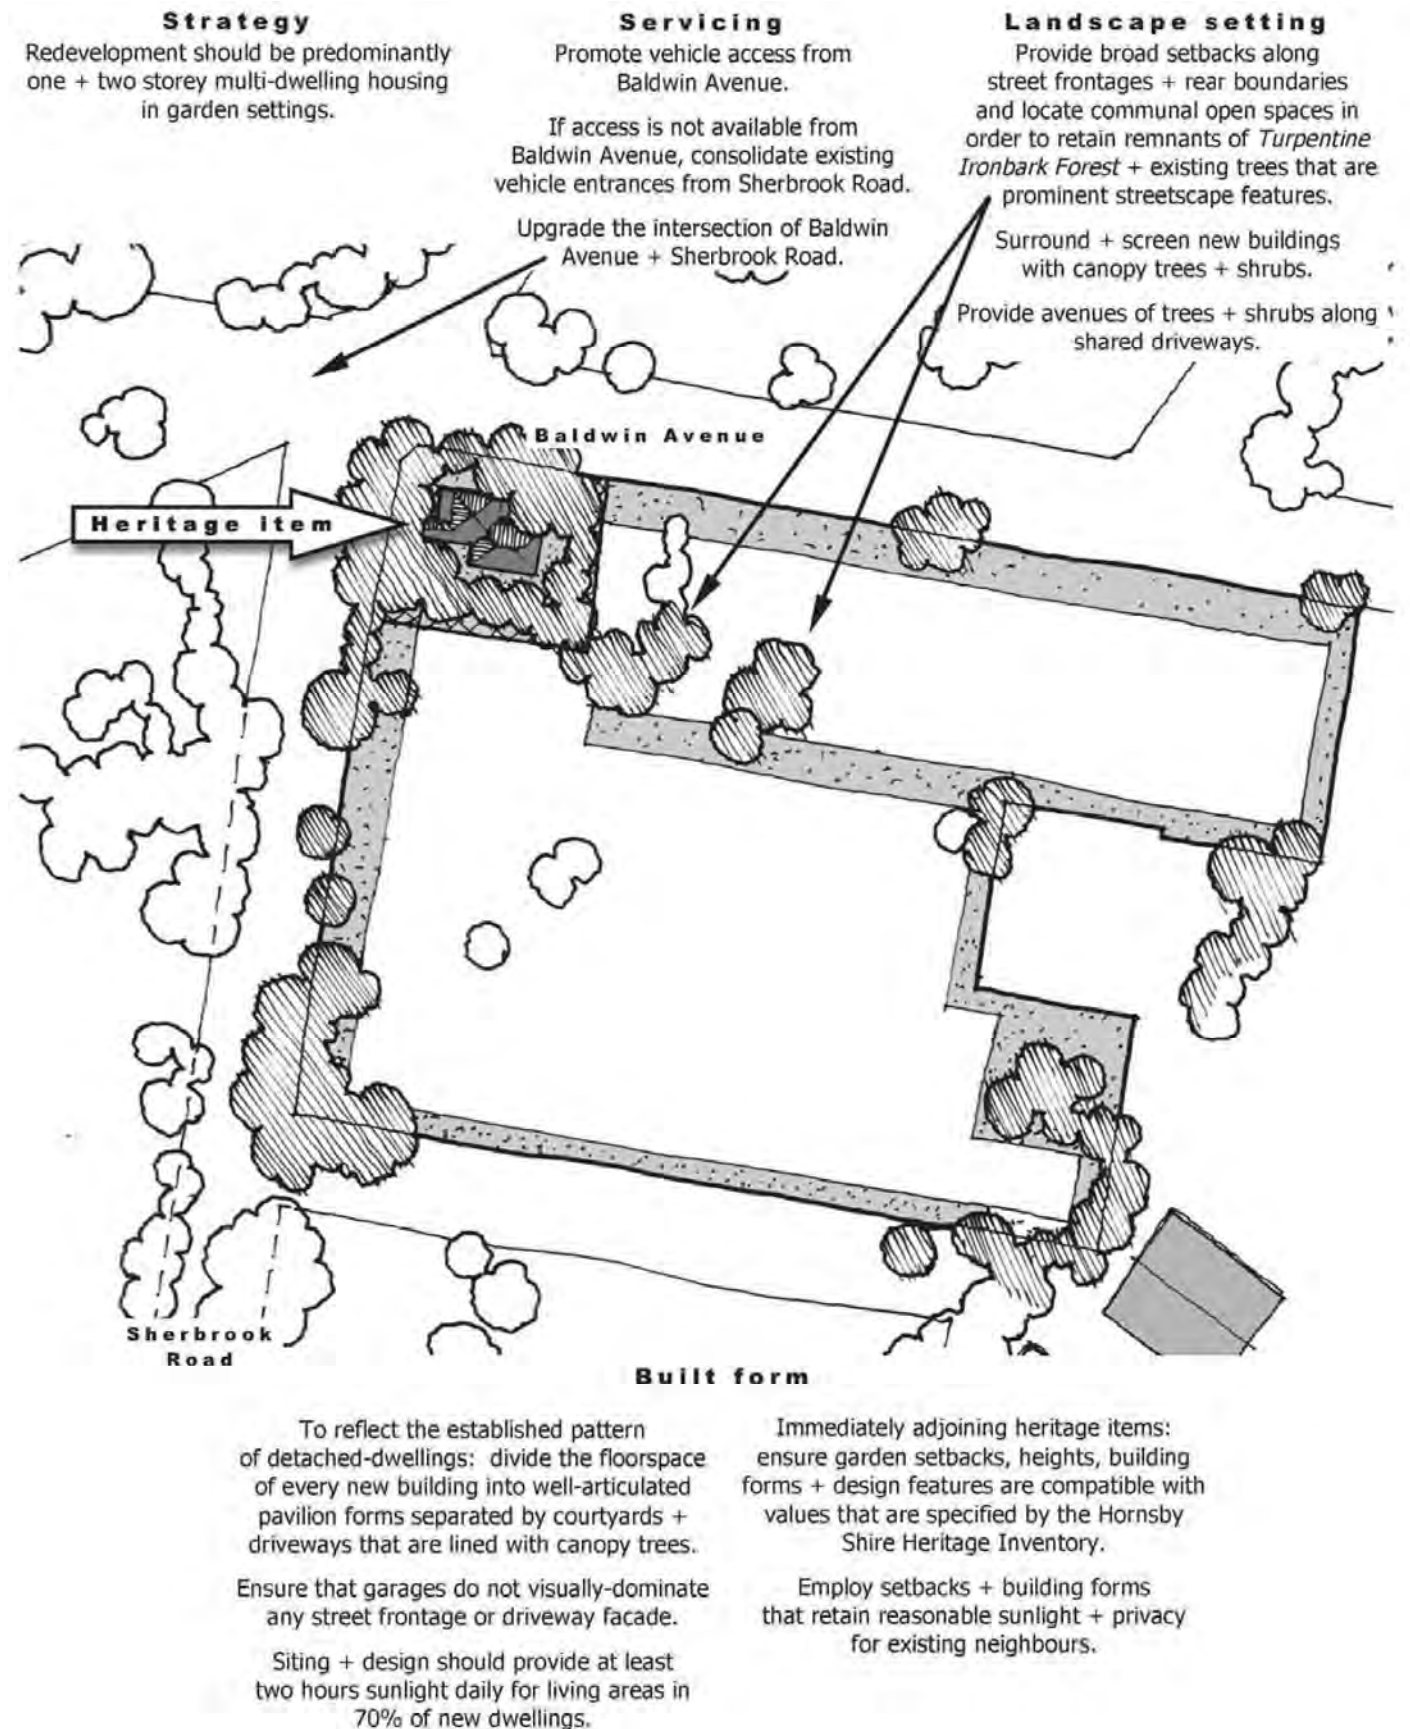 Strategy
Redevelopment should be predominantly
one + two storey multi-dwelling housing
in garden settings.
Servicing
Promote vehicle access from
Baldwin Avenue.
If access is not available from
Baldwin Avenue, consolidate existing
vehicle entrances from Sherbrook Road.
Upgrade the intersection of Baldwin
Avenue + Sherbrook Road.
Landscape setting
Provide broad setbacks along
street frontages + rear boundaries
and locate communal open spaces in
order to retain remnants of Turpentine
Ironbark Forest + existing trees that are
prominent streetscape features.
Surround + screen new buildings
with canopy trees + shrubs.
Provide avenues of trees + shrubs along
shared driveways.
Baldwin Avenue
Heritage item
Sherbrook
Road
Built form
To reflect the established pattern
of detached-dwellings: divide the floorspace
of every new building into well-articulated
pavilion forms separated by courtyards +
driveways that are lined with canopy trees.
Ensure that garages do not visually-dominate
any street frontage or driveway facade.
Siting + design should provide at least
two hours sunlight daily for living areas in
70% of new dwellings.
Immediately adjoining heritage items:
ensure garden setbacks, heights, building
forms + design features are compatible with
values that are specified by the Hornsby
Shire Heritage Inventory.
Employ setbacks + building forms
that retain reasonable sunlight + privacy
for existing neighbours.